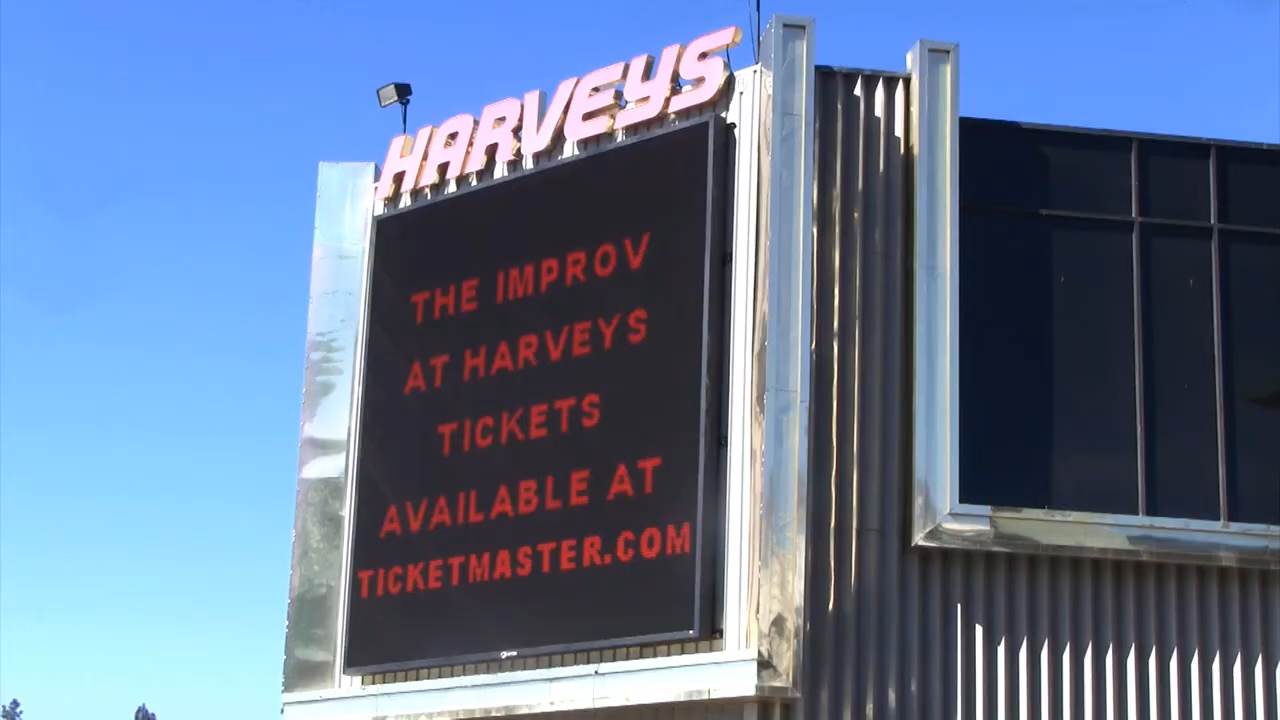 HARVEYS
THE IMPROV
AT HARVEYS
TICKETS
AVAILABLE AT
TICKETMASTER.COM